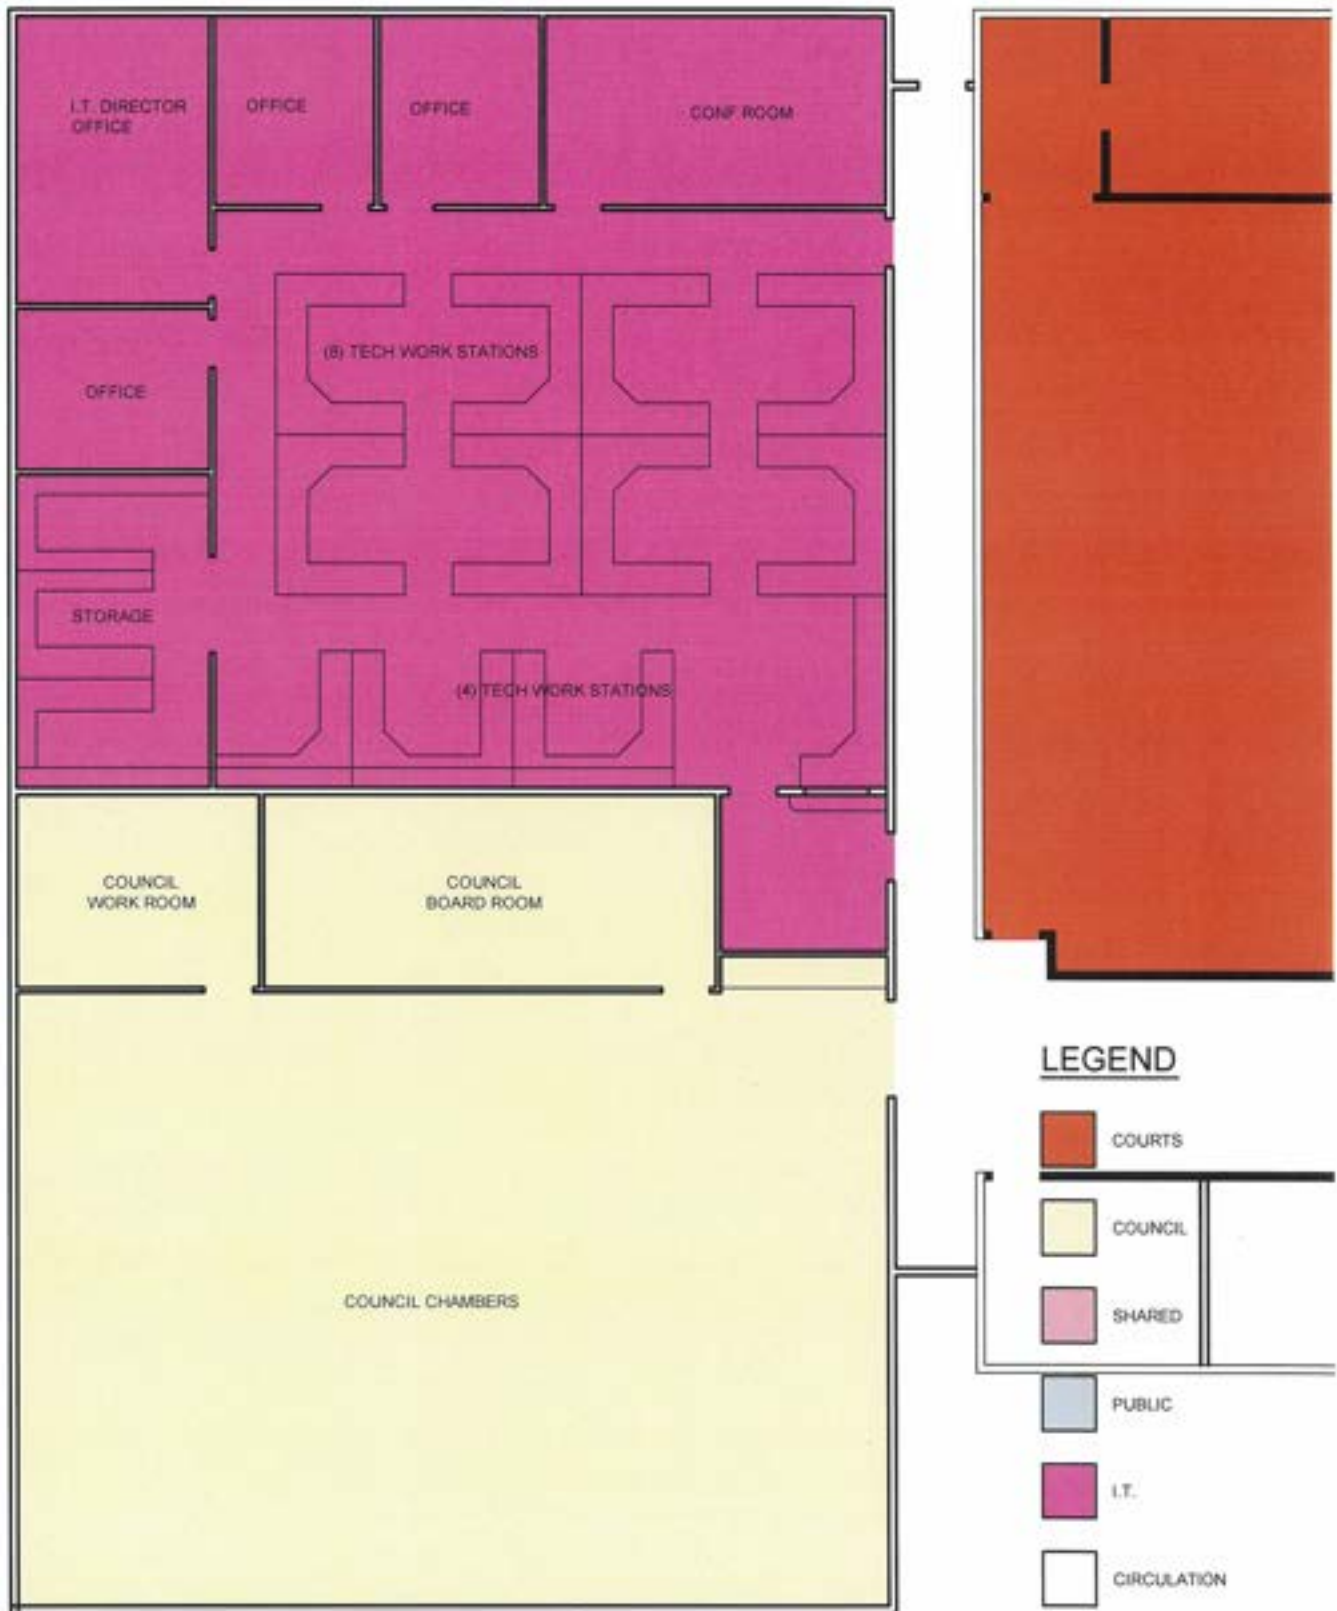 I.T. DIRECTOR
OFFICE
OFFICE
OFFICE
CONF ROOM
(8) TECH WORK STATIONS
OFFICE
STORAGE
(4) TECH WORK STATIONS
COUNCIL
WORK ROOM
COUNCIL
BOARD ROOM
COUNCIL CHAMBERS
LEGEND
COURTS
COUNCIL
SHARED
PUBLIC
I.T.
CIRCULATION